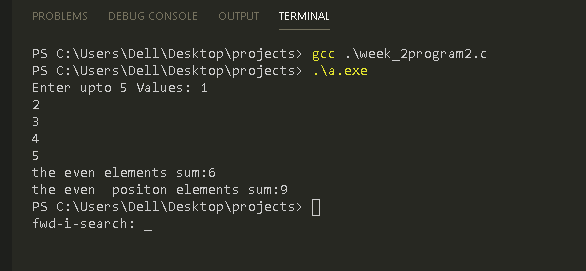 PROBLEMS DEBUG CONSOLE OUTPUT TERMINAL
PS C:\Users\Dell\Desktop\projects> gcc .\week_2program2.c
PS C:\Users\Dell\Desktop\projects> .\a.exe
Enter upto 5 Values: 1
2
3
4
5
the even elements sum:6
the even  positon elements sum:9
PS C:\Users\Dell\Desktop\projects>
fwd-i-search: _